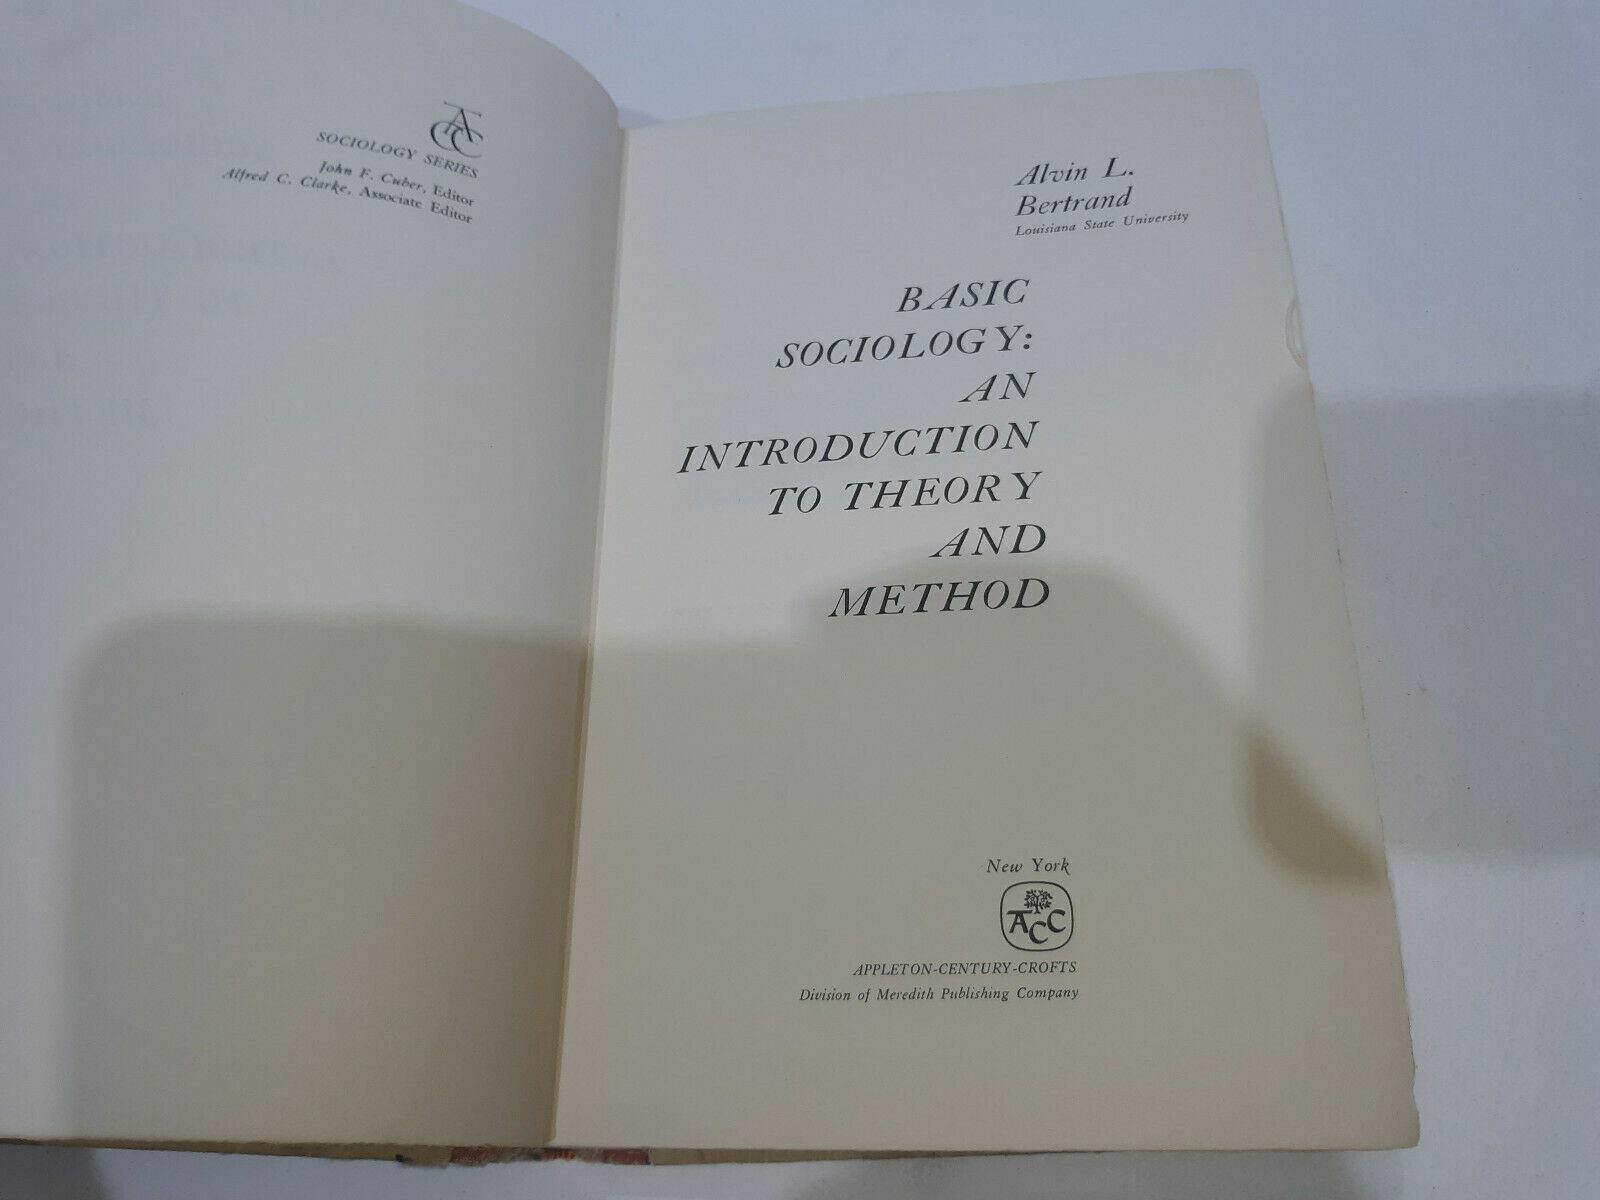 ACC
SOCIOLOGY SERIES
John F. Cuber, Editor
Alfred C. Clarke, Associate Editor
Alvin L.
Bertrand
Louisiana State University
BASIC
SOCIOLOGY:
AN
INTRODUCTION
TO THEORY
AND
METHOD
New York
ACC
APPLETON-CENTURY-CROFTS
Division of Meredith Publishing Company